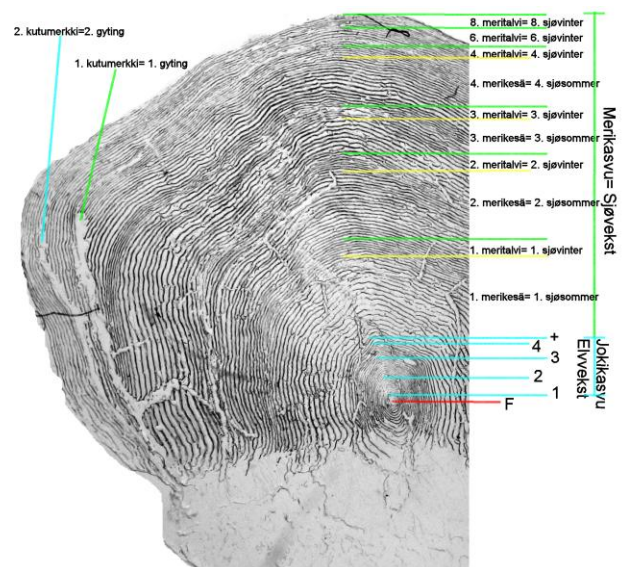 2. kutumerkki=2. gyting
1. kutumerkki= 1. gyting
8. meritalvi= 8. sjøvinter
6. meritalvi= 6. sjøvinter
4. meritalvi= 4. sjøvinter
4. merikesä= 4. sjøsommer
3. meritalvi= 3. sjøvinter
3. merikesä= 3. sjøsommer
2. meritalvi= 2. sjøvinter
2. merikesä= 2. sjøsommer
1. meritalvi= 1. sjøvinter
1. merikesä= 1. sjøsommer
+
4
3
2
1
F
Merikasvu= Sjøvekst
Jokikasvu
Elvvekst